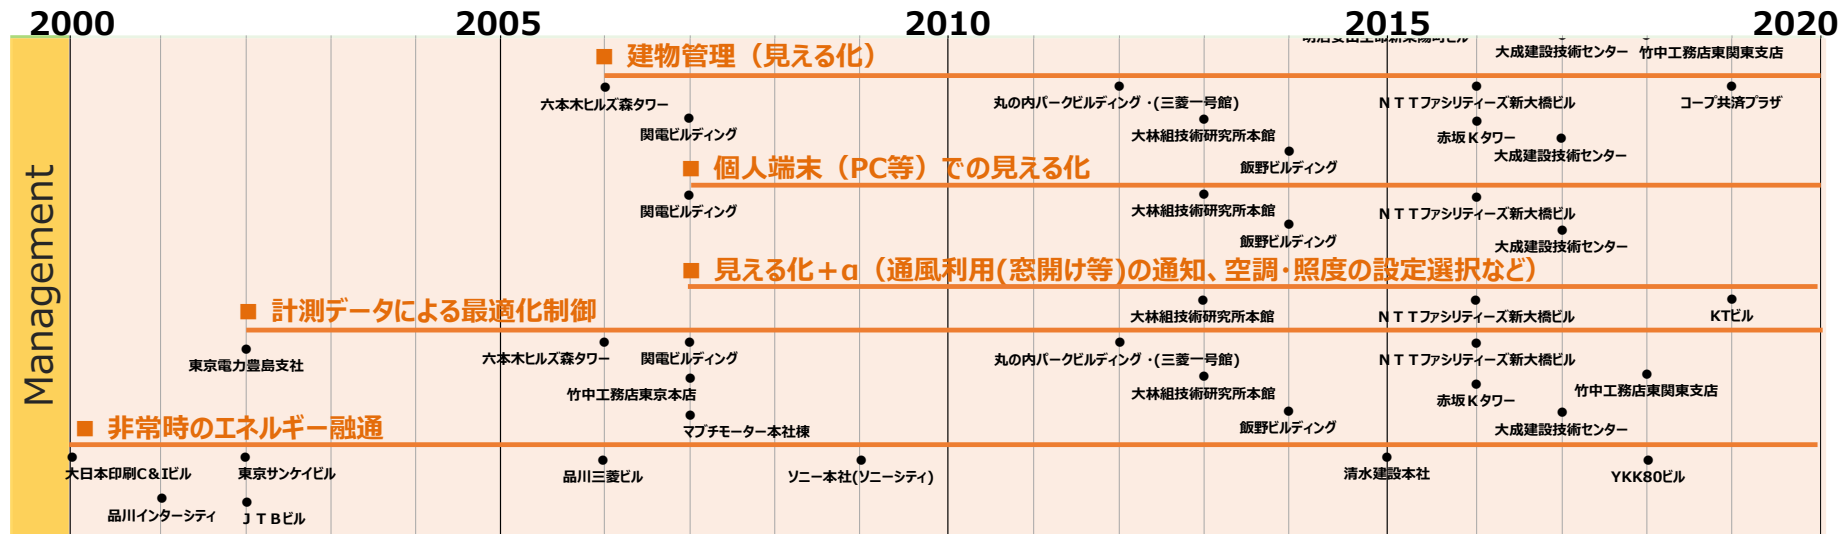 2000 2005 2010 2015 2020
大成建設技術センター 竹中工務店東関東支店
■ 建物管理（見える化）
六本木ヒルズ森タワー 丸の内パークビルディング ・(三菱一号館) ＮＴＴファシリティーズ新大橋ビル コープ共済プラザ
関電ビルディング 大林組技術研究所本館 赤坂Ｋタワー
飯野ビルディング 大成建設技術センター
■ 個人端末（PC等）での見える化
関電ビルディング 大林組技術研究所本館 ＮＴＴファシリティーズ新大橋ビル
飯野ビルディング 大成建設技術センター
■ 見える化＋α（通風利用(窓開け等)の通知、空調・照度の設定選択など）
大林組技術研究所本館 ＮＴＴファシリティーズ新大橋ビル KTビル
■ 計測データによる最適化制御
東京電力豊島支社 六本木ヒルズ森タワー 関電ビルディング 丸の内パークビルディング ・(三菱一号館) ＮＴＴファシリティーズ新大橋ビル
竹中工務店東京本店 大林組技術研究所本館 赤坂Ｋタワー 竹中工務店東関東支店
マブチモーター本社棟 飯野ビルディング 大成建設技術センター
■ 非常時のエネルギー融通
大日本印刷C＆Iビル 東京サンケイビル 品川三菱ビル ソニー本社(ソニーシティ) 清水建設本社 YKK80ビル
品川インターシティ ＪＴＢビル
Management